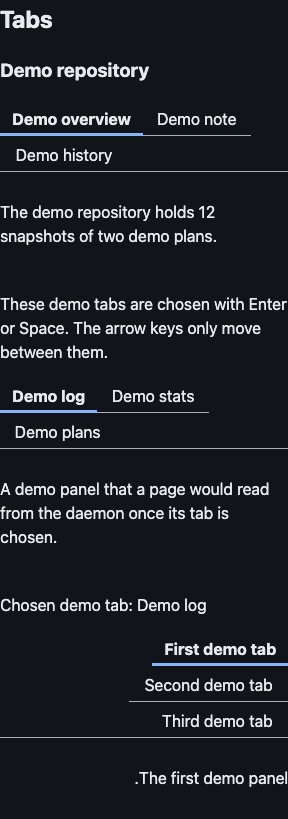 Tabs
Demo repository
Demo overview Demo note
Demo history
The demo repository holds 12
snapshots of two demo plans.
These demo tabs are chosen with Enter
or Space. The arrow keys only move
between them.
Demo log Demo stats
Demo plans
A demo panel that a page would read
from the daemon once its tab is
chosen.
Chosen demo tab: Demo log
First demo tab
Second demo tab
Third demo tab
.The first demo panel